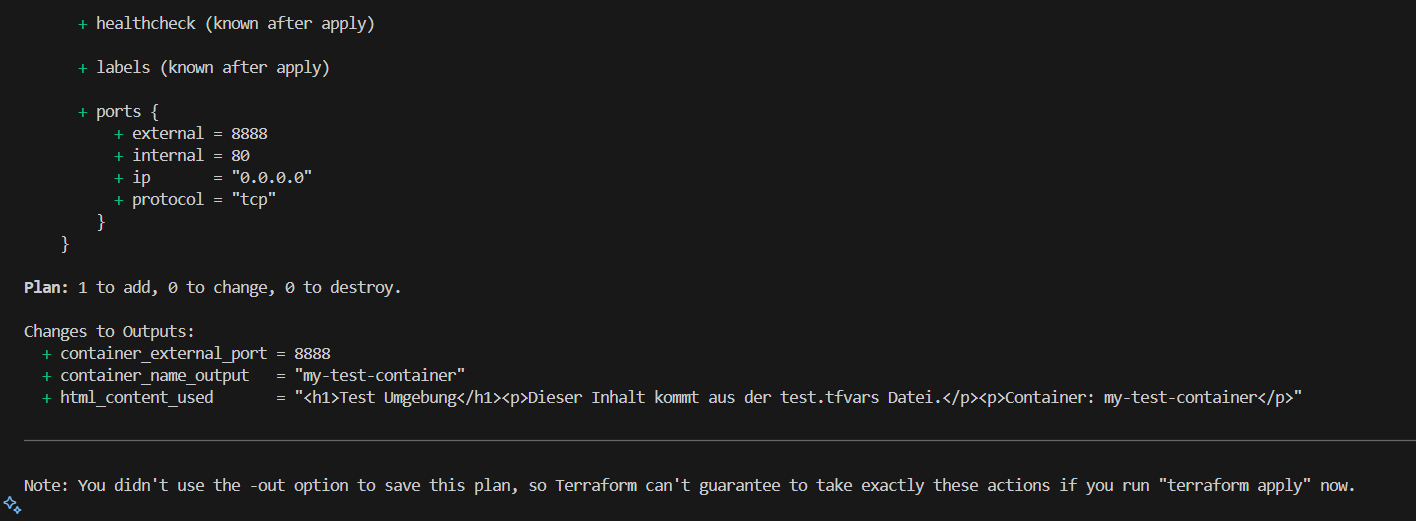 + healthcheck (known after apply)
+ labels (known after apply)
+ ports {
+ external = 8888
+ internal = 80
+ ip       = "0.0.0.0"
+ protocol = "tcp"
}
}
Plan: 1 to add, 0 to change, 0 to destroy.
Changes to Outputs:
+ container_external_port = 8888
+ container_name_output   = "my-test-container"
+ html_content_used       = "<h1>Test Umgebung</h1><p>Dieser Inhalt kommt aus der test.tfvars Datei.</p><p>Container: my-test-container</p>"
Note: You didn't use the -out option to save this plan, so Terraform can't guarantee to take exactly these actions if you run "terraform apply" now.